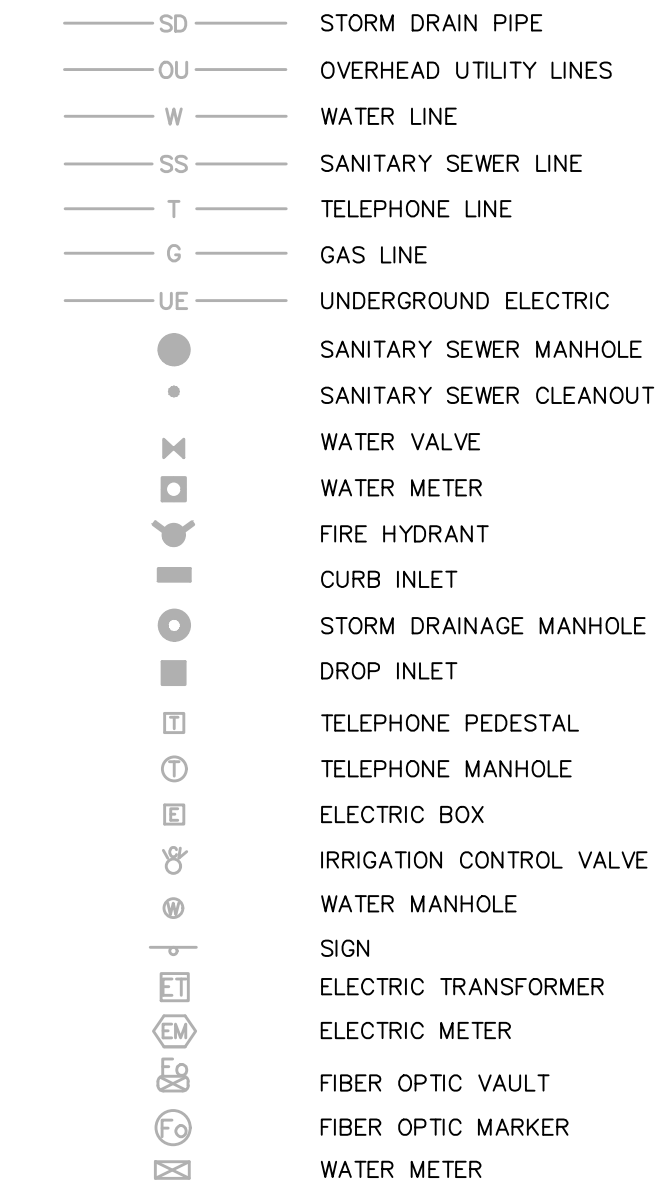 SD STORM DRAIN PIPE
OU OVERHEAD UTILITY LINES
W WATER LINE
SS SANITARY SEWER LINE
T TELEPHONE LINE
G GAS LINE
UE UNDERGROUND ELECTRIC
SANITARY SEWER MANHOLE
SANITARY SEWER CLEANOUT
WATER VALVE
WATER METER
FIRE HYDRANT
CURB INLET
STORM DRAINAGE MANHOLE
DROP INLET
T TELEPHONE PEDESTAL
T TELEPHONE MANHOLE
E ELECTRIC BOX
IRRIGATION CONTROL VALVE
W WATER MANHOLE
SIGN
ET ELECTRIC TRANSFORMER
EM ELECTRIC METER
Fo FIBER OPTIC VAULT
Fo FIBER OPTIC MARKER
WATER METER